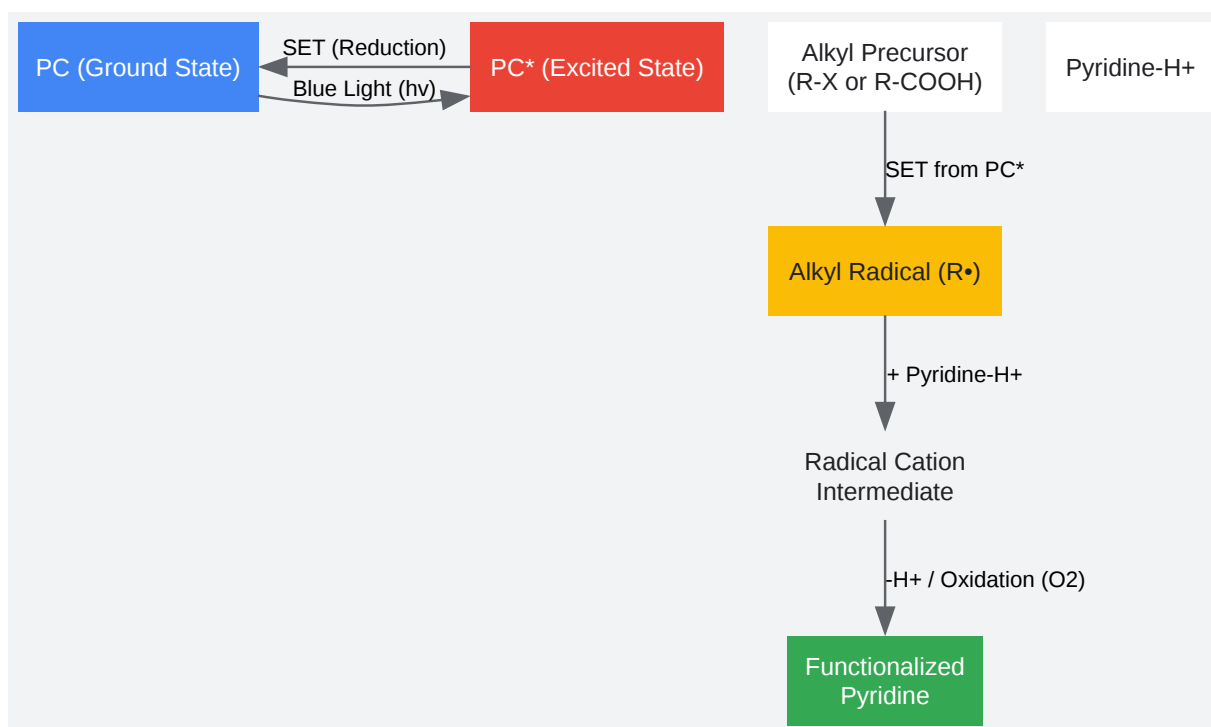 PC (Ground State)
SET (Reduction)
Blue Light (hv)
PC* (Excited State)
Alkyl Precursor
(R-X or R-COOH)
Pyridine-H+
SET from PC*
Alkyl Radical (R•)
+ Pyridine-H+
Radical Cation
Intermediate
-H+ / Oxidation (O2)
Functionalized
Pyridine